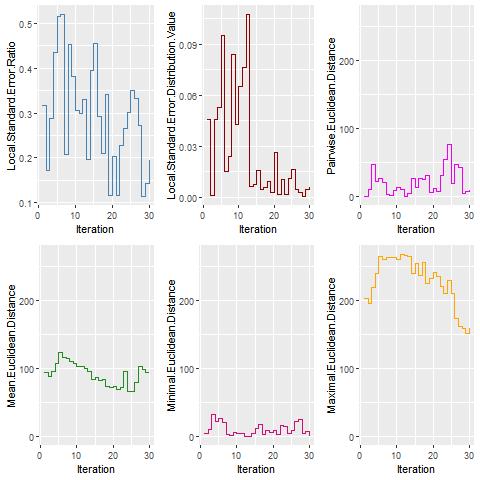 Local.Standard.Error.Ratio
0.5
0.4
0.3
0.2
0.1
0 10 20 30
Iteration
Local.Standard.Error.Distribution.Value
0.09
0.06
0.03
0.00
0 10 20 30
Iteration
Pairwise.Euclidean.Distance
200
100
0
0 10 20 30
Iteration
Mean.Euclidean.Distance
200
100
0
0 10 20 30
Iteration
Minimal.Euclidean.Distance
200
100
0
0 10 20 30
Iteration
Maximal.Euclidean.Distance
200
100
0
0 10 20 30
Iteration